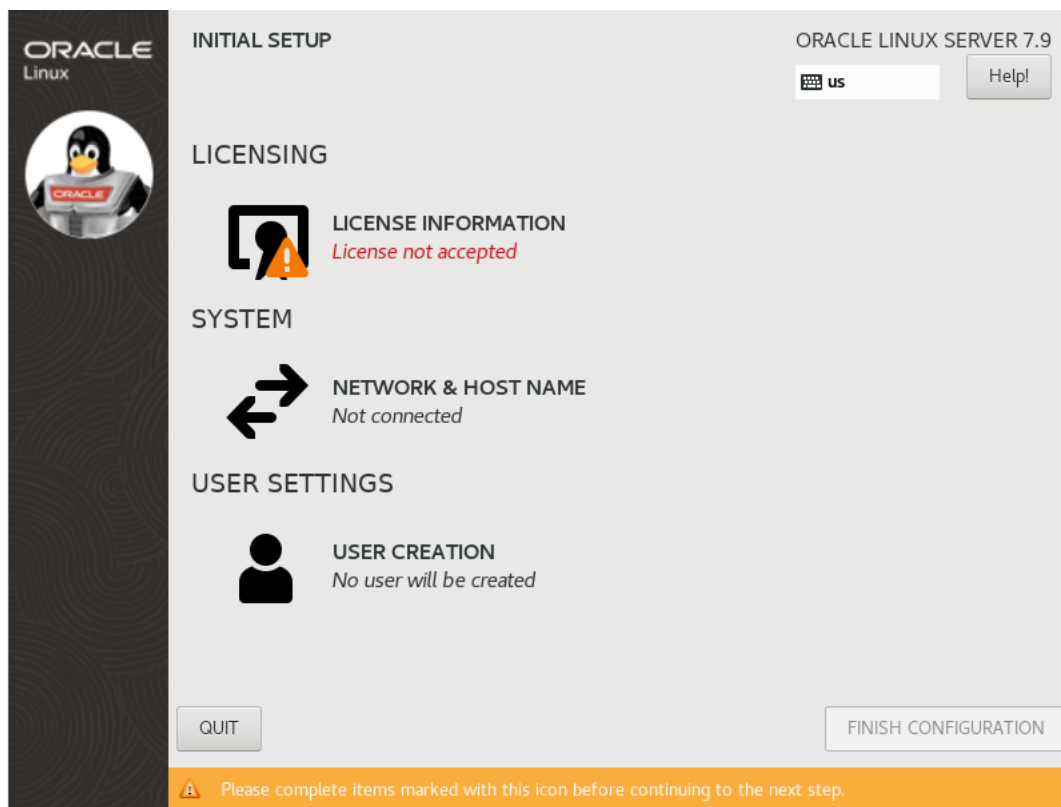 ORACLE
Linux
INITIAL SETUP
ORACLE LINUX SERVER 7.9
us
Help!
ORACLE
LICENSING
LICENSE INFORMATION
License not accepted
SYSTEM
NETWORK & HOST NAME
Not connected
USER SETTINGS
USER CREATION
No user will be created
QUIT
FINISH CONFIGURATION
Please complete items marked with this icon before continuing to the next step.